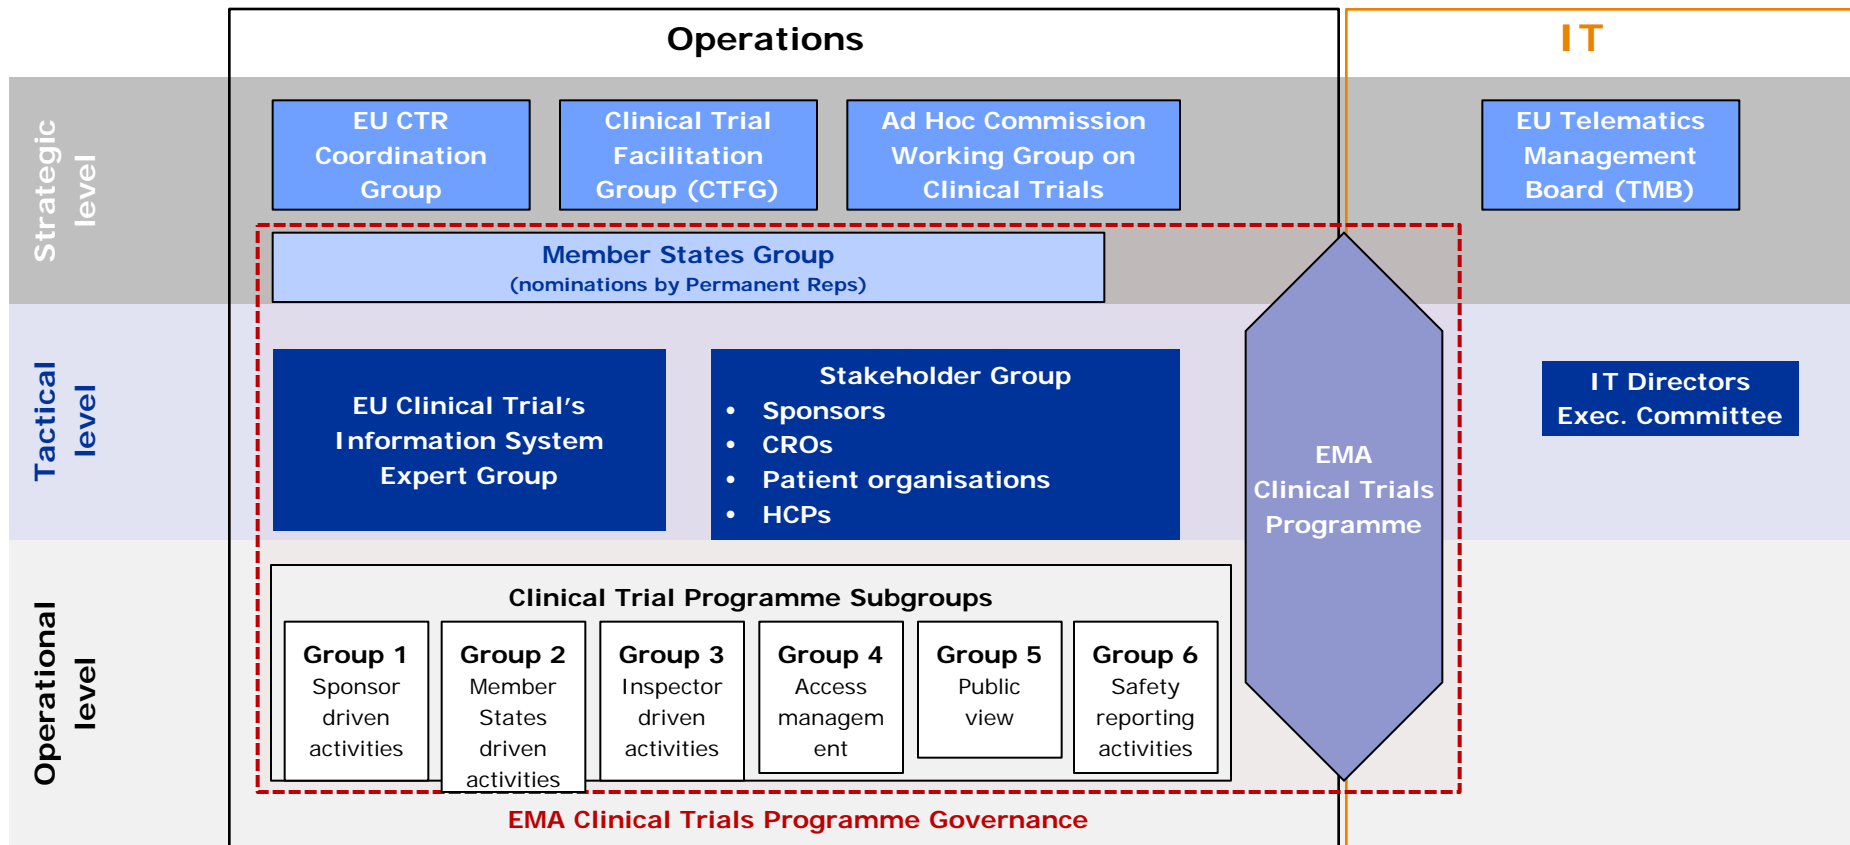 Operations
IT
Strategic
level
EU CTR
Coordination
Group
Clinical Trial
Facilitation
Group (CTFG)
Ad Hoc Commission
Working Group on
Clinical Trials
EU Telematics
Management
Board (TMB)
Member States Group
(nominations by Permanent Reps)
Tactical
level
EU Clinical Trial’s
Information System
Expert Group
Stakeholder Group
• Sponsors
• CROs
• Patient organisations
• HCPs
EMA
Clinical Trials
Programme
IT Directors
Exec. Committee
Operational
level
Clinical Trial Programme Subgroups
Group 1
Sponsor
driven
activities
Group 2
Member
States
driven
activities
Group 3
Inspector
driven
activities
Group 4
Access
managem
ent
Group 5
Public
view
Group 6
Safety
reporting
activities
EMA Clinical Trials Programme Governance